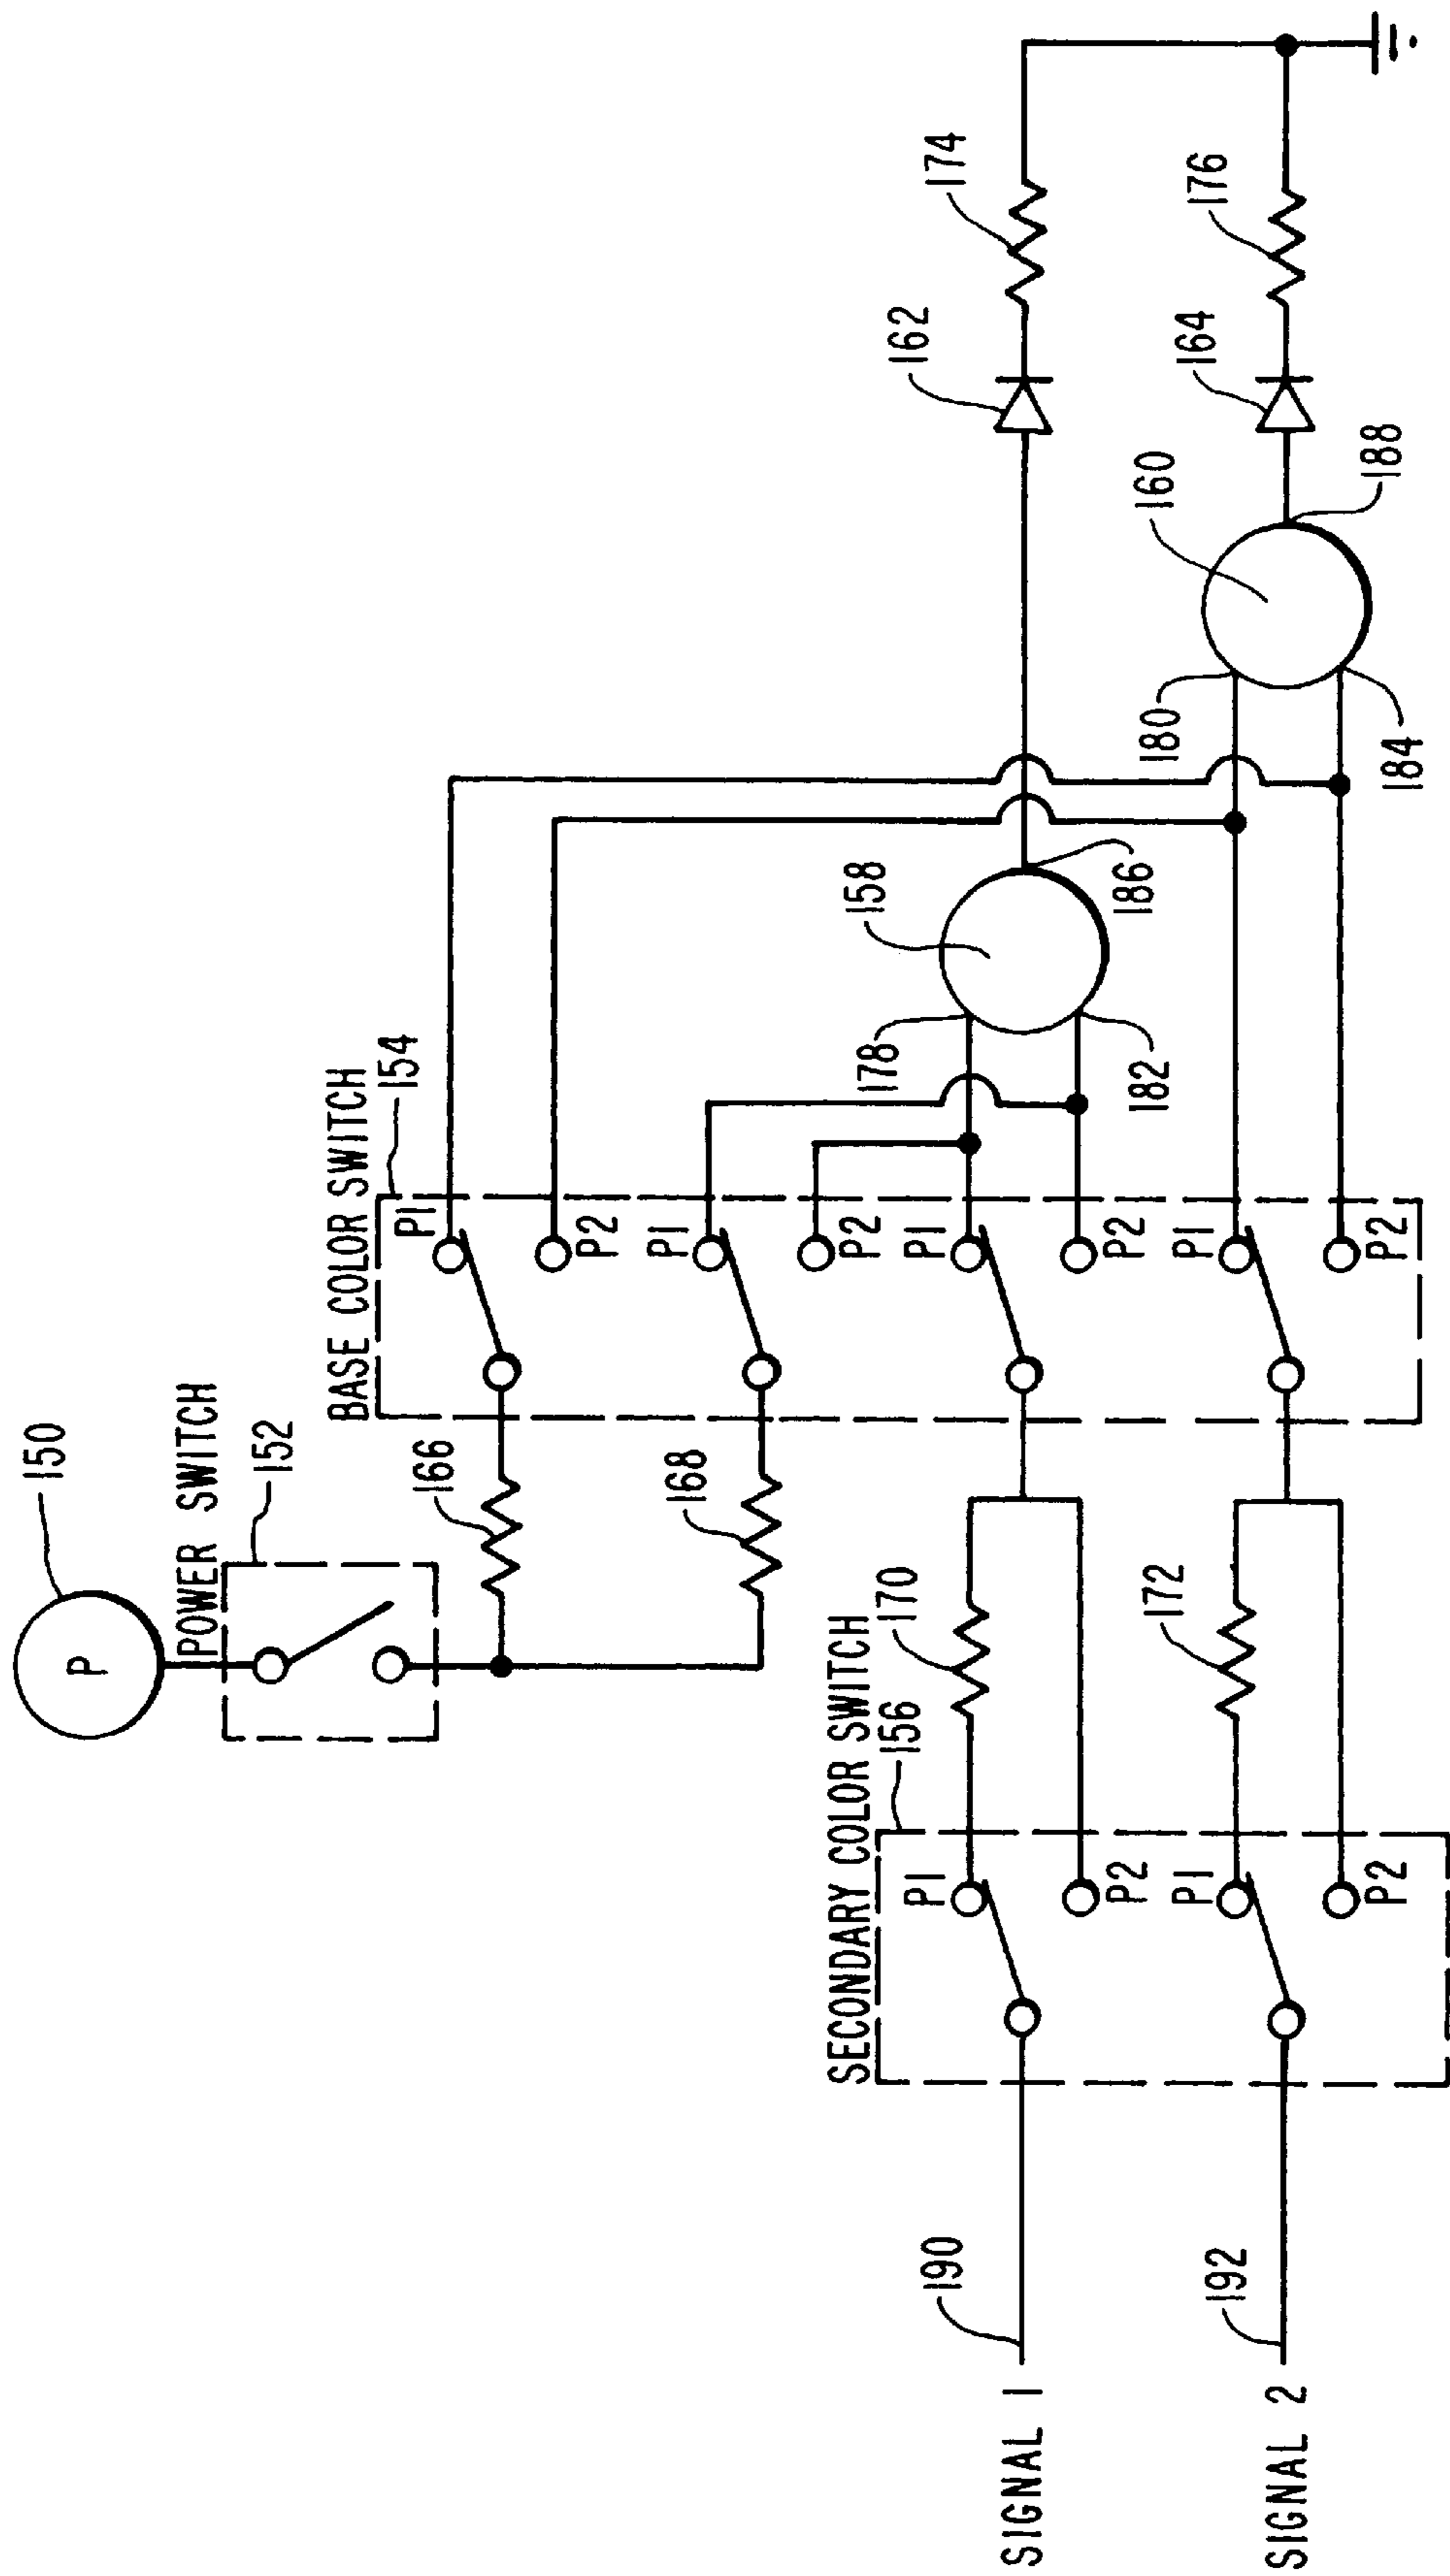 150
P
POWER SWITCH
152
BASE COLOR SWITCH
154
166
168
P1
P2
P1
P2
P1
P2
P1
P2
SECONDARY COLOR SWITCH
156
170
172
P1
P2
P1
P2
158
178
182
186
160
180
184
188
162
164
174
176
SIGNAL 1
190
SIGNAL 2
192